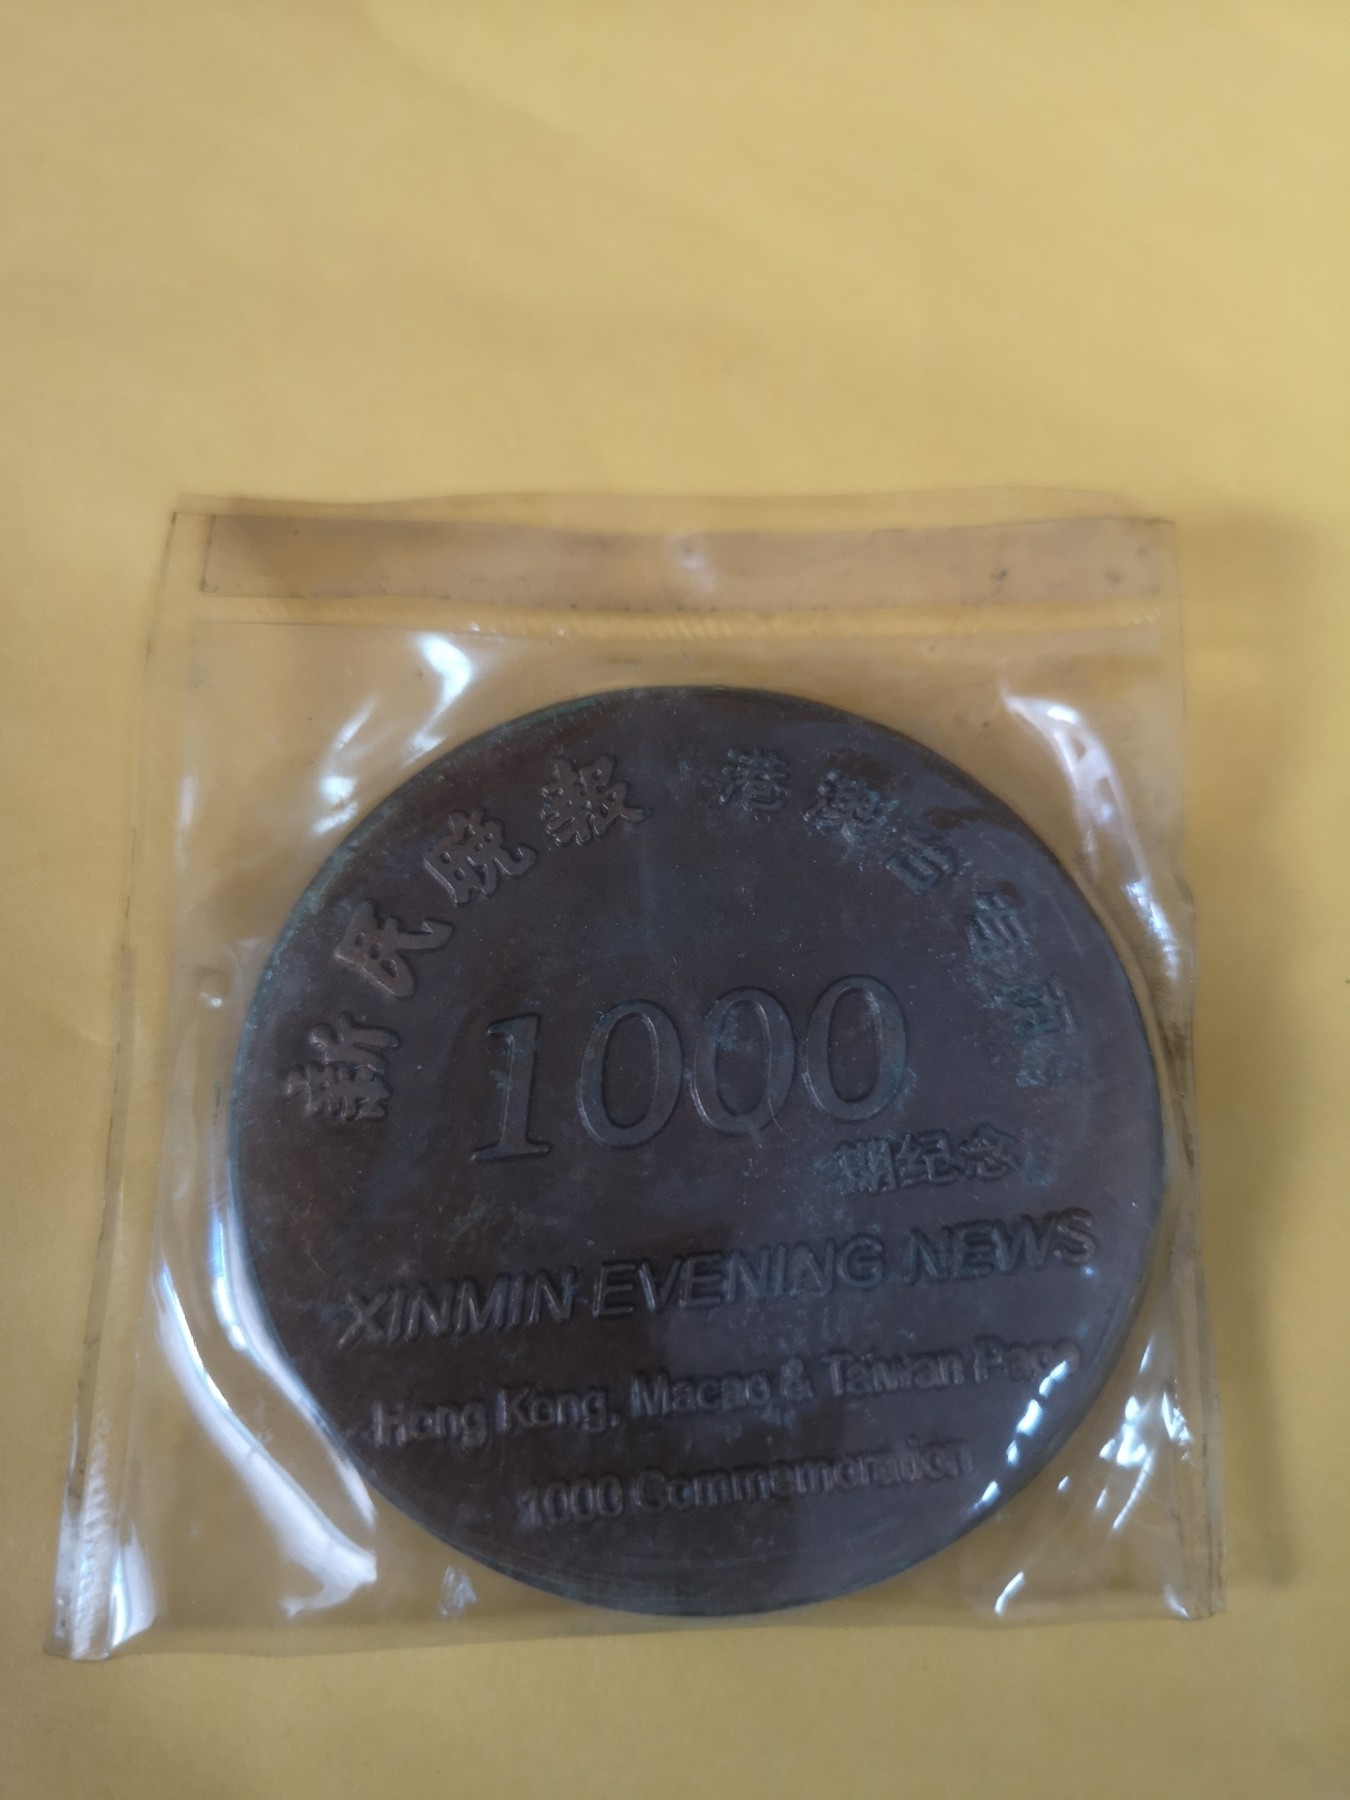 新民晚報 港澳台專頁
1000
期纪念
XINMIN EVENING NEWS
Hong Kong, Macao & Taiwan Page
1000 Commemoration